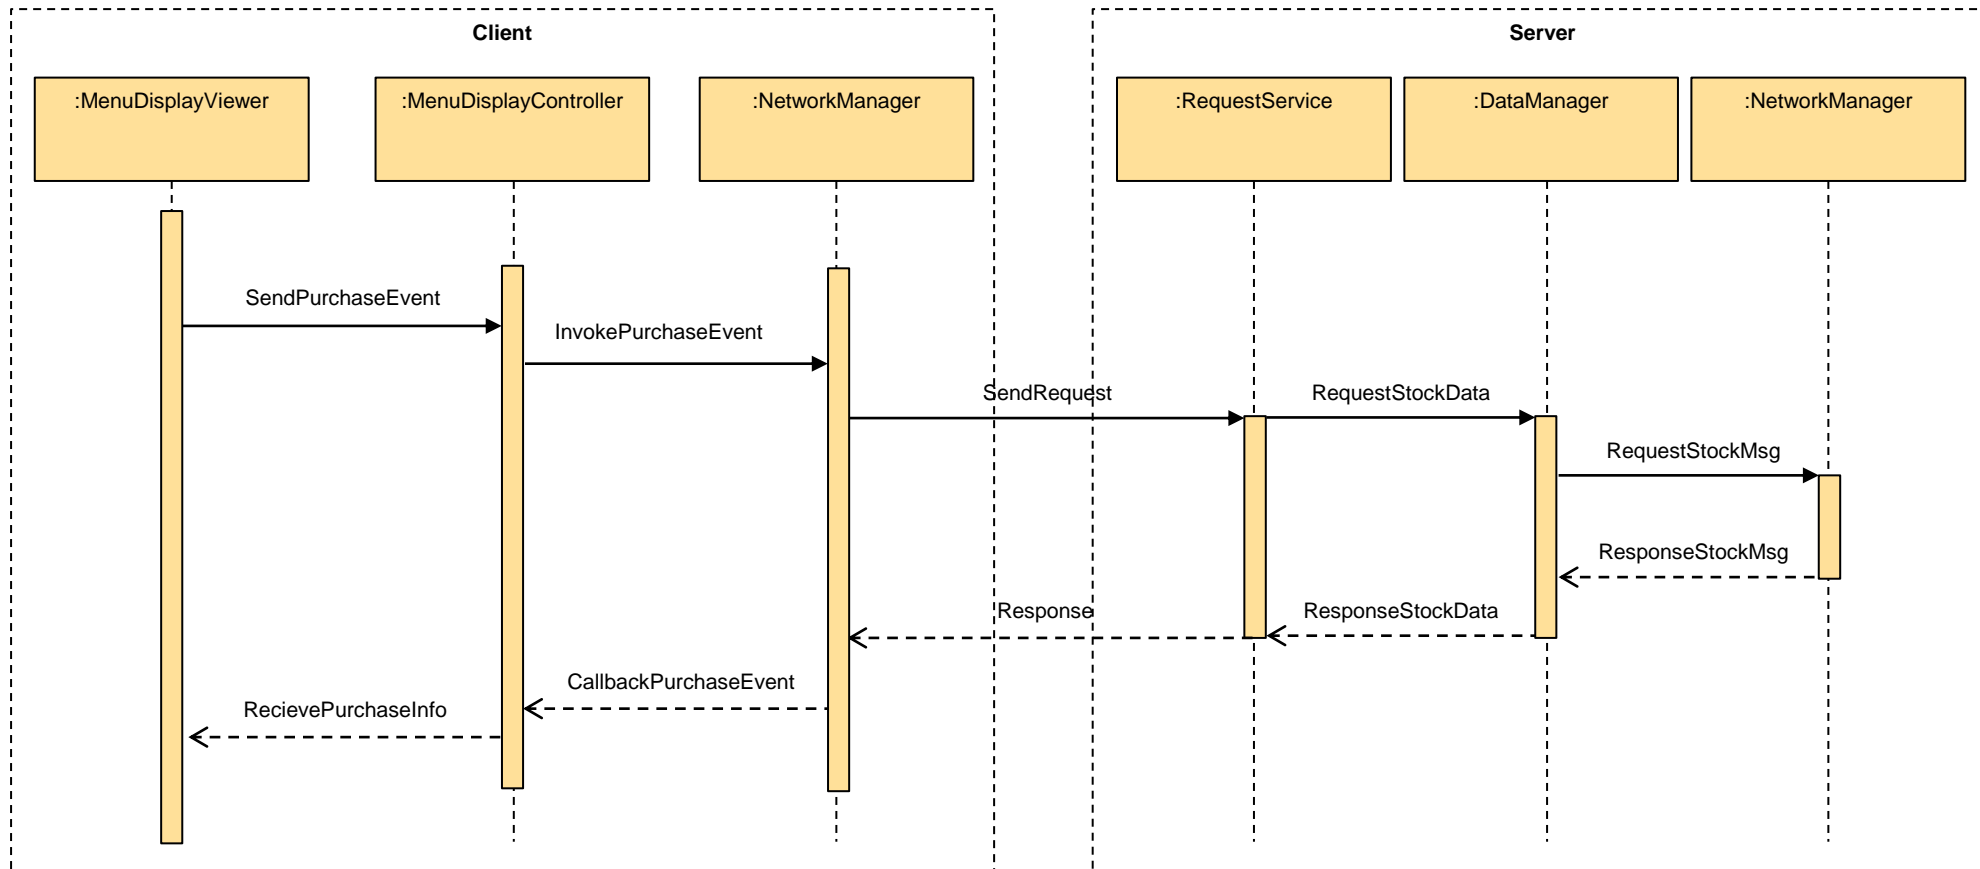 Client
Server
:MenuDisplayViewer
:MenuDisplayController
:NetworkManager
:RequestService
:DataManager
:NetworkManager
SendPurchaseEvent
InvokePurchaseEvent
SendRequest
RequestStockData
RequestStockMsg
ResponseStockMsg
Response
ResponseStockData
CallbackPurchaseEvent
RecievePurchaseInfo